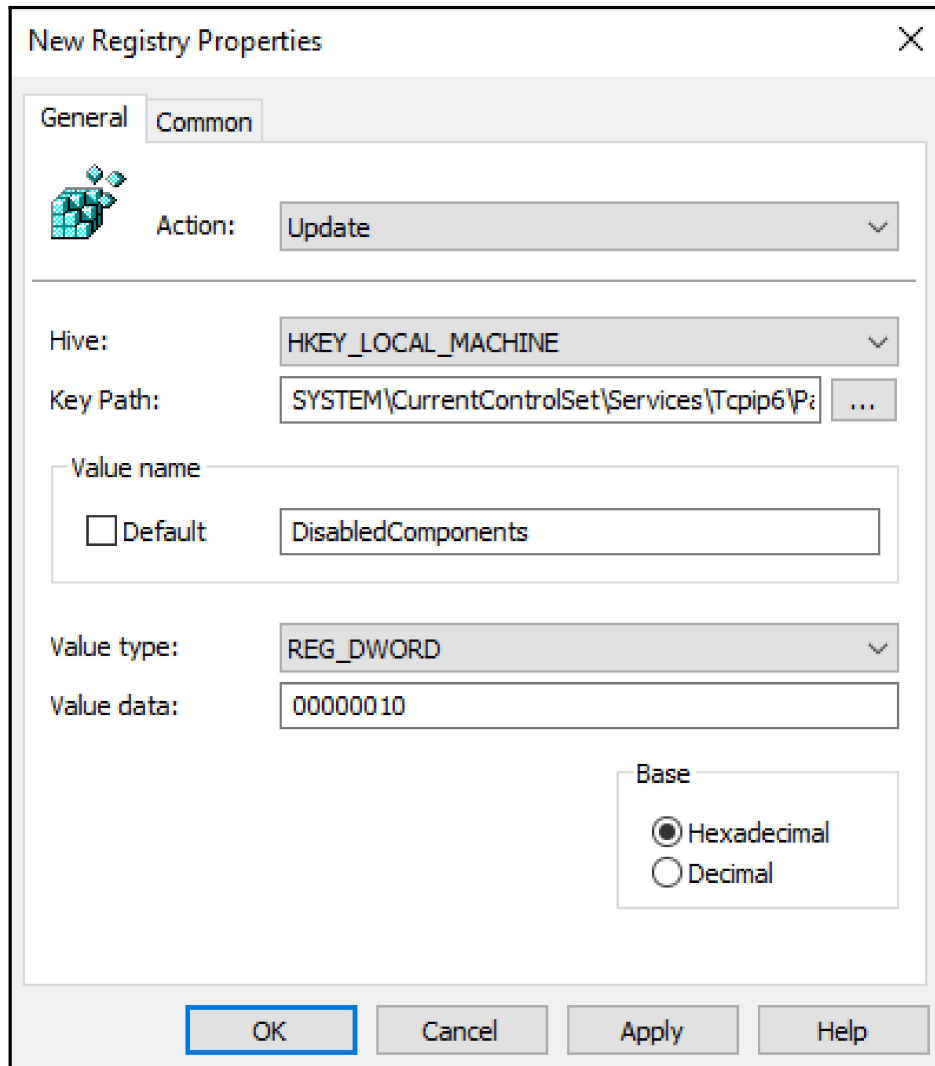 New Registry Properties
General Common
Action: Update
Hive: HKEY_LOCAL_MACHINE
Key Path: SYSTEM\CurrentControlSet\Services\Tcpip6\Pa ...
Value name
Default DisabledComponents
Value type: REG_DWORD
Value data: 00000010
Base
Hexadecimal
Decimal
OK Cancel Apply Help